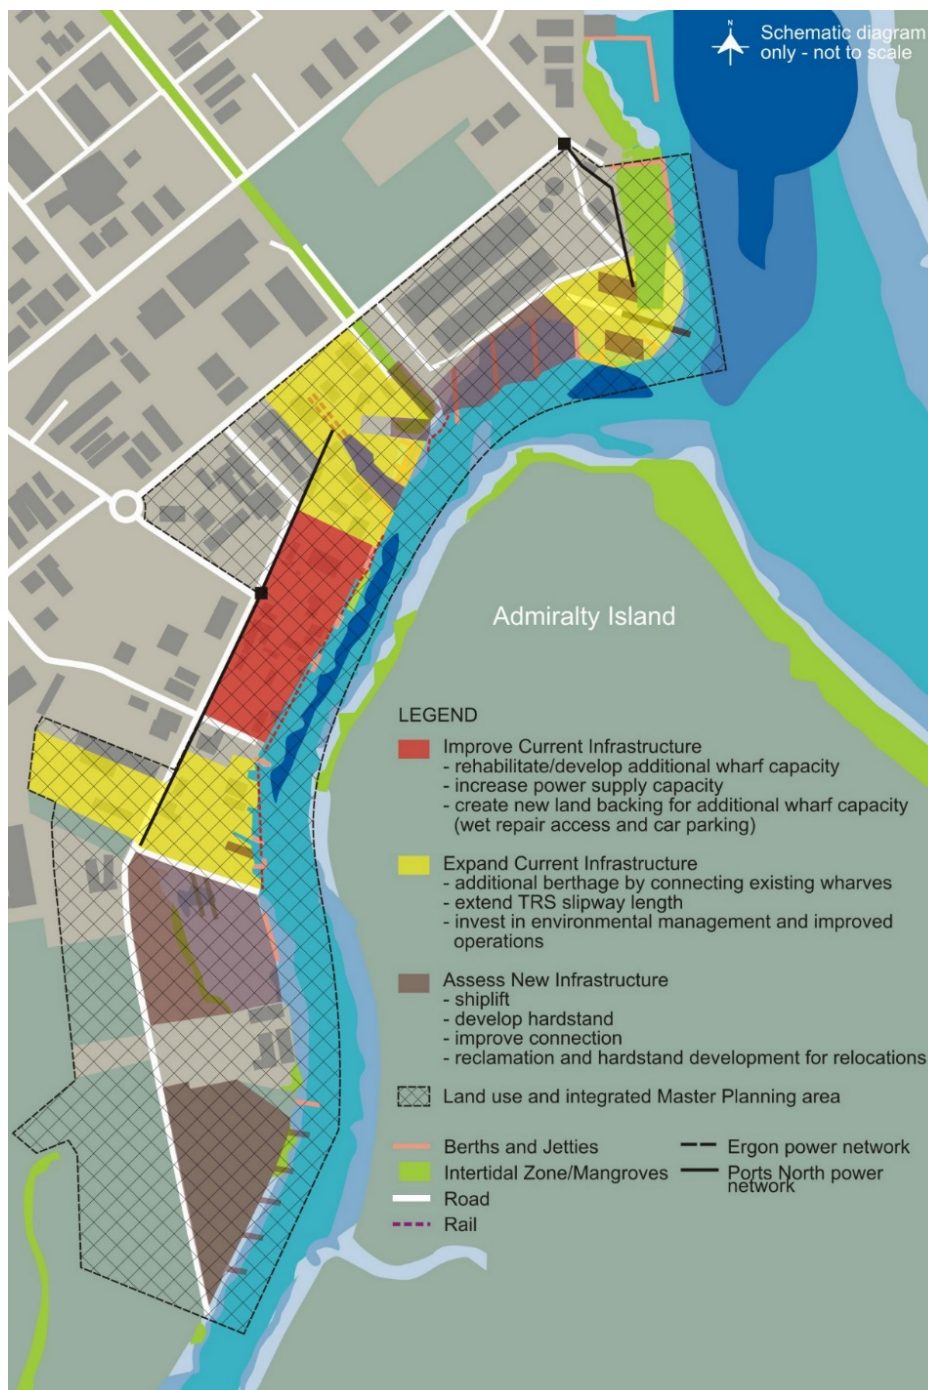 N
Schematic diagram
only - not to scale
Admiralty Island
LEGEND
Improve Current Infrastructure
- rehabilitate/develop additional wharf capacity
- increase power supply capacity
- create new land backing for additional wharf capacity
(wet repair access and car parking)
Expand Current Infrastructure
- additional berthage by connecting existing wharves
- extend TRS slipway length
- invest in environmental management and improved
operations
Assess New Infrastructure
- shiplift
- develop hardstand
- improve connection
- reclamation and hardstand development for relocations
Land use and integrated Master Planning area
Berths and Jetties
Intertidal Zone/Mangroves
Road
Rail
Ergon power network
Ports North power
network